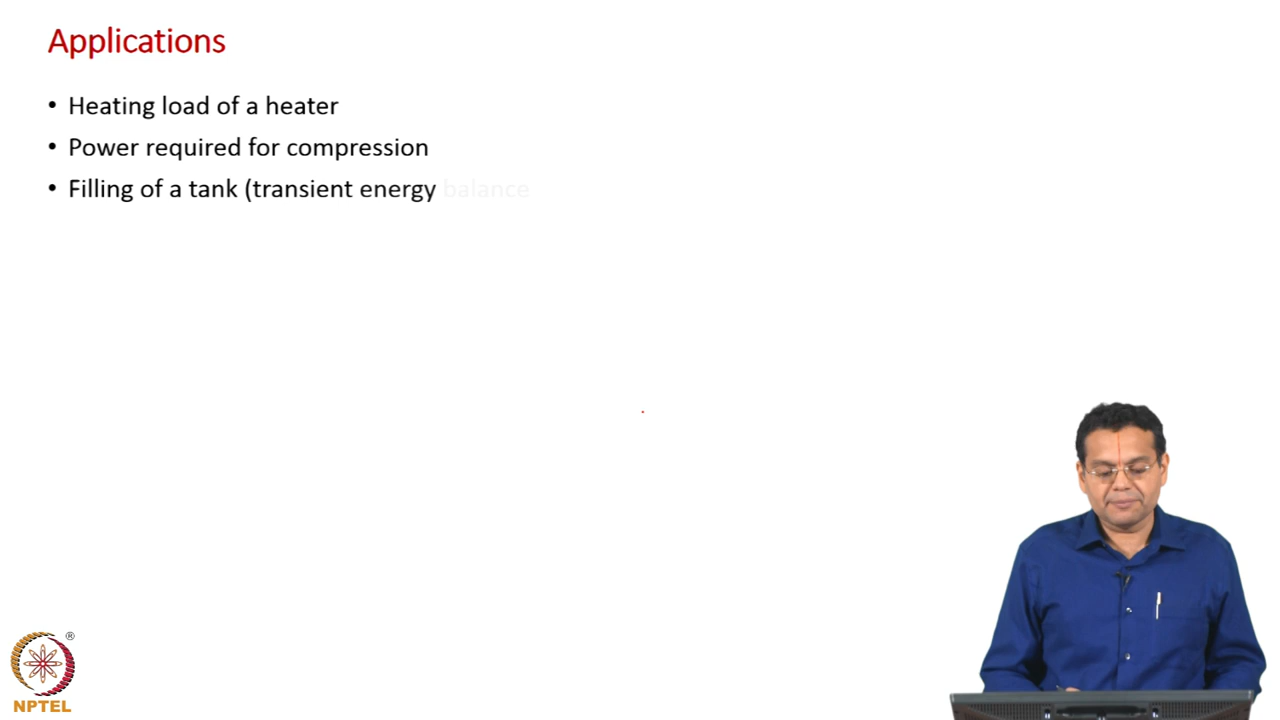 Applications
• Heating load of a heater
• Power required for compression
• Filling of a tank (transient energy balance
®
NPTEL